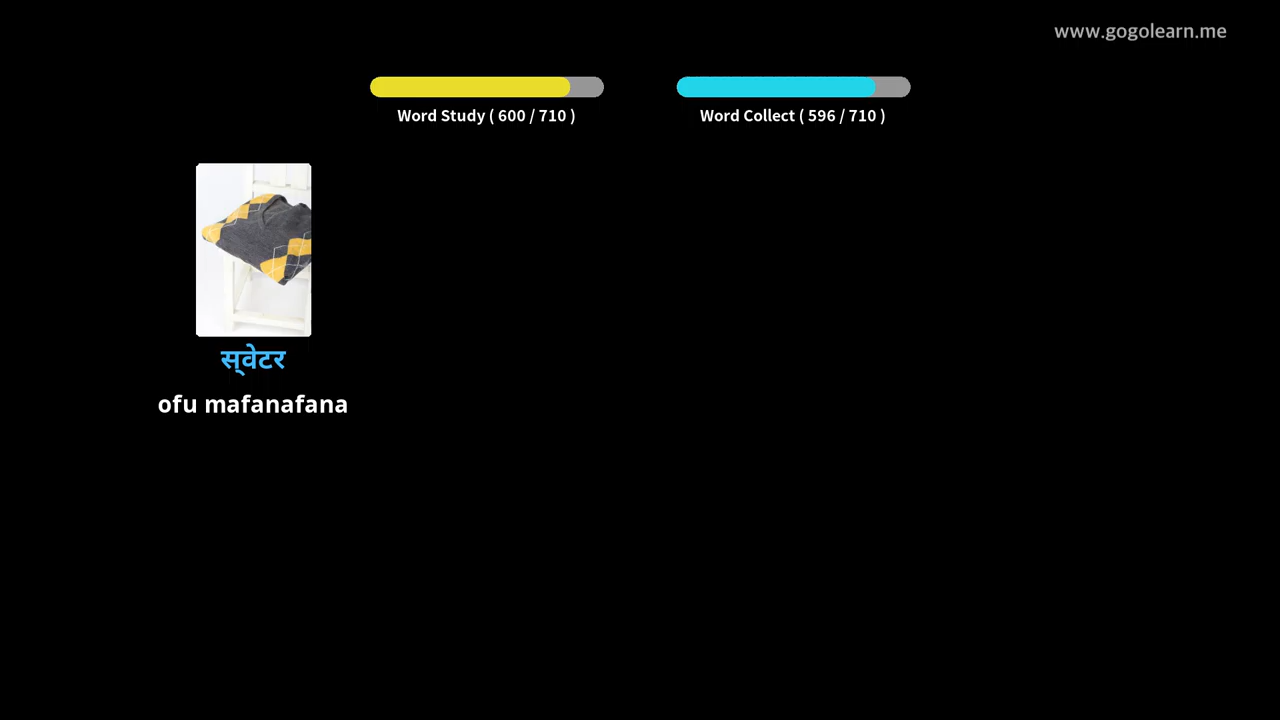 www.gogolearn.me
Word Study ( 600 / 710 )
Word Collect ( 596 / 710 )
स्वेटर
ofu mafanafana